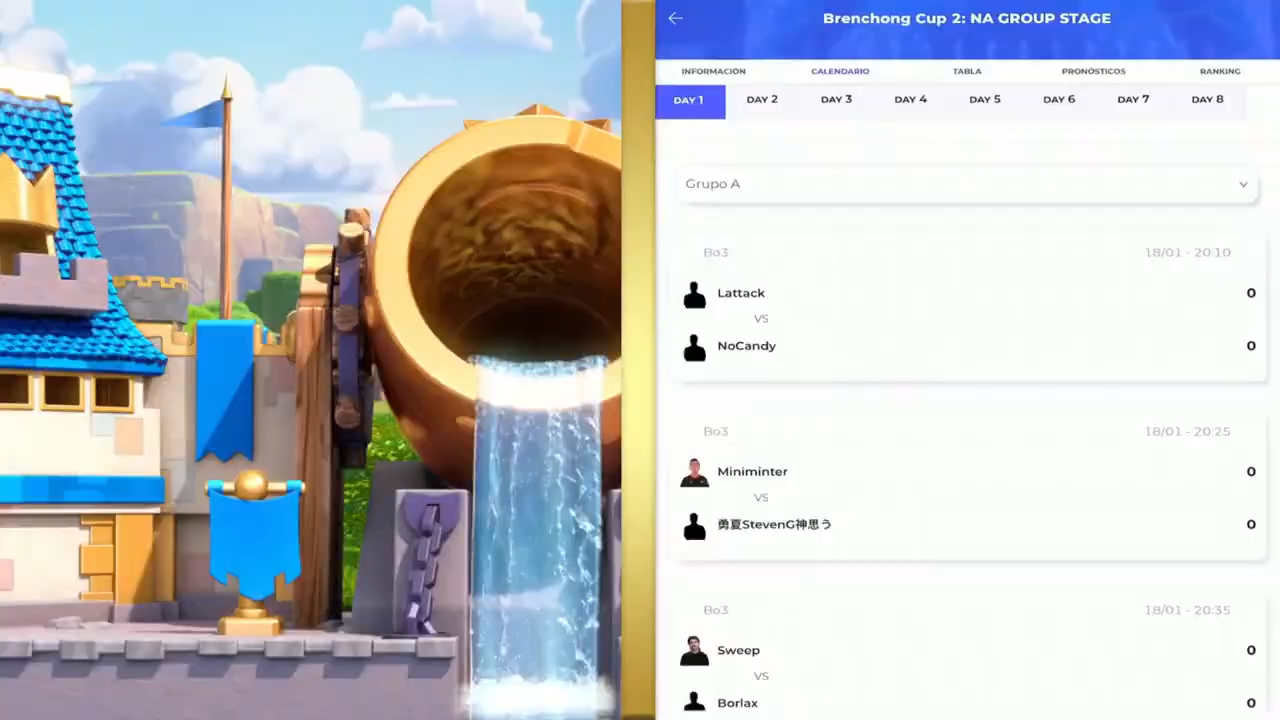 Brenchong Cup 2: NA GROUP STAGE
INFORMACIÓN CALENDARIO TABLA PRONÓSTICOS RANKING
DAY 1 DAY 2 DAY 3 DAY 4 DAY 5 DAY 6 DAY 7 DAY 8
Grupo A
Bo3 18/01 - 20:10
Lattack 0
VS
NoCandy 0
Bo3 18/01 - 20:25
Miniminter 0
VS
勇夏StevenG神思う 0
Bo3 18/01 - 20:35
Sweep 0
VS
Borlax 0